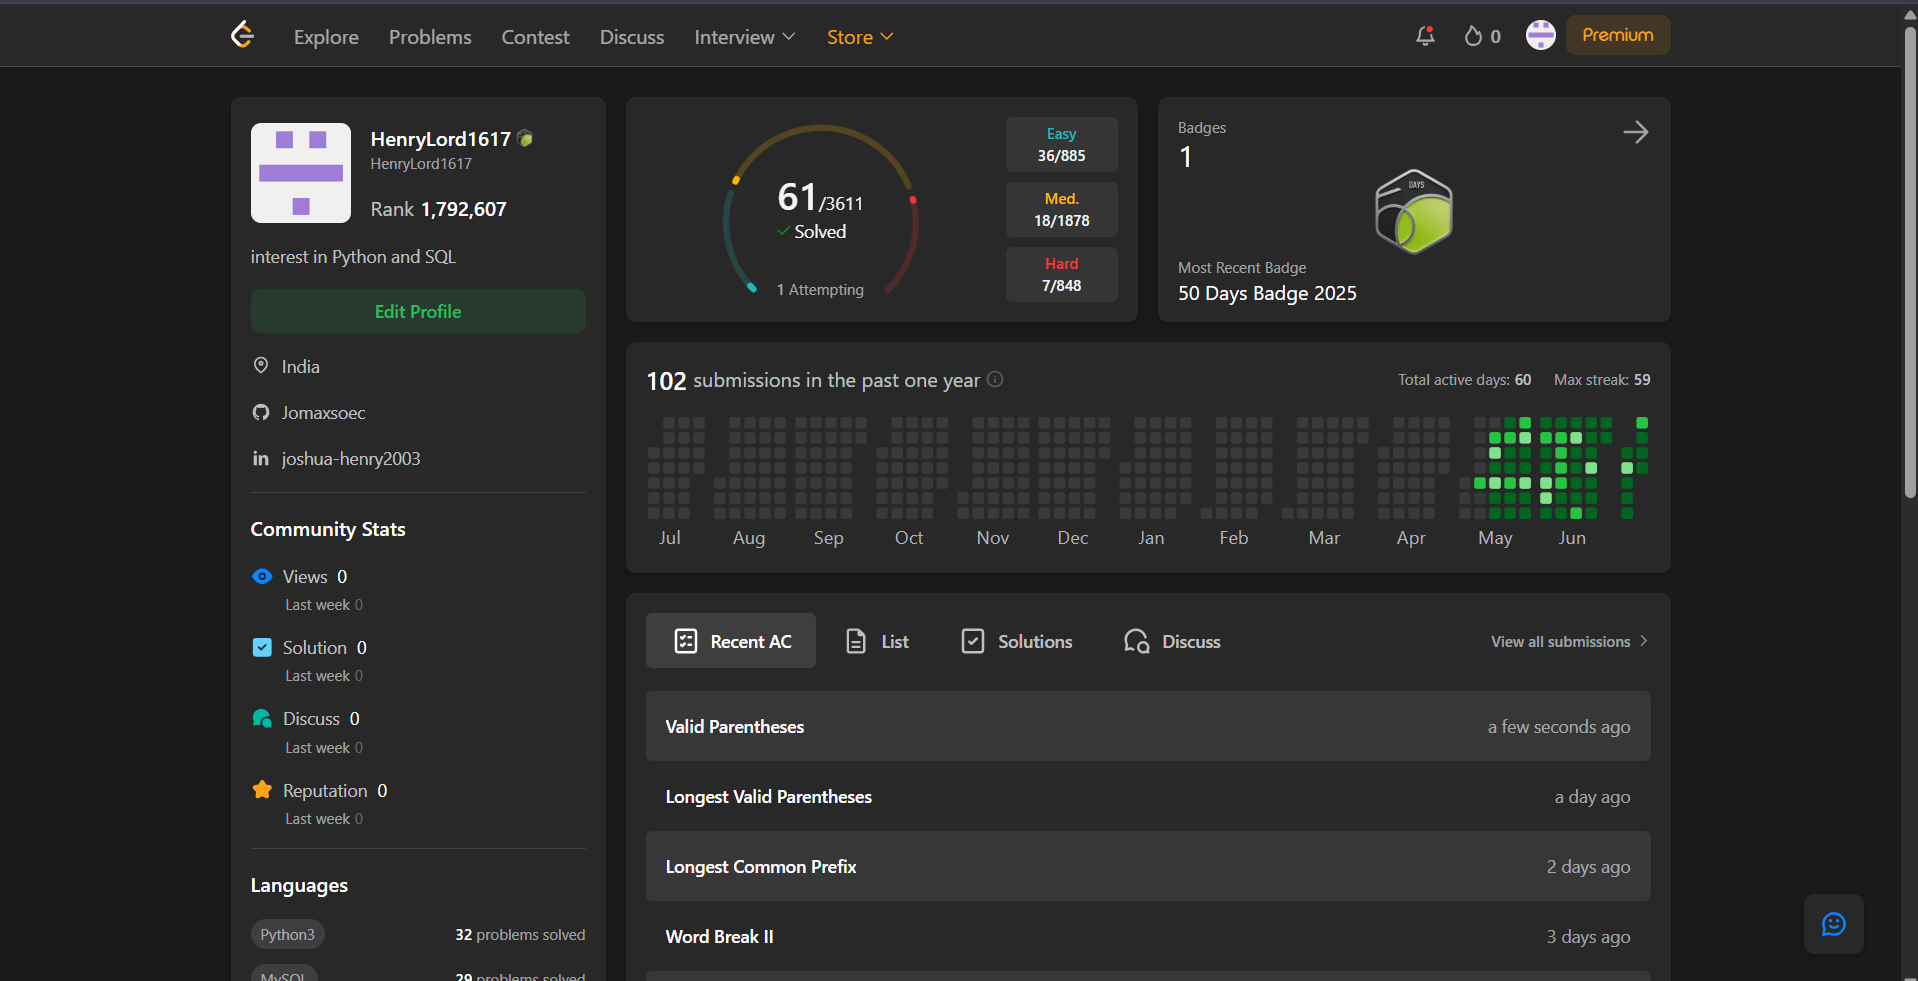 Explore Problems Contest Discuss Interview Store 0 Premium
HenryLord1617
HenryLord1617
Rank 1,792,607
interest in Python and SQL
Edit Profile
India
Jomaxsoec
joshua-henry2003
Community Stats
Views 0
Last week 0
Solution 0
Last week 0
Discuss 0
Last week 0
Reputation 0
Last week 0
Languages
Python3 32 problems solved
MySQL 29 problems solved
61/3611
Solved
1 Attempting
Easy
36/885
Med.
18/1878
Hard
7/848
Badges
1
DAYS
Most Recent Badge
50 Days Badge 2025
102 submissions in the past one year Total active days: 60 Max streak: 59
Jul Aug Sep Oct Nov Dec Jan Feb Mar Apr May Jun
Recent AC List Solutions Discuss View all submissions
Valid Parentheses a few seconds ago
Longest Valid Parentheses a day ago
Longest Common Prefix 2 days ago
Word Break II 3 days ago